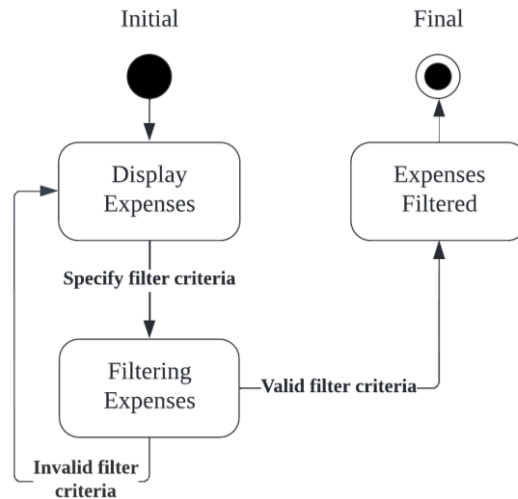 Initial
Final
Display
Expenses
Expenses
Filtered
Specify filter criteria
Filtering
Expenses
Valid filter criteria
Invalid filter
criteria